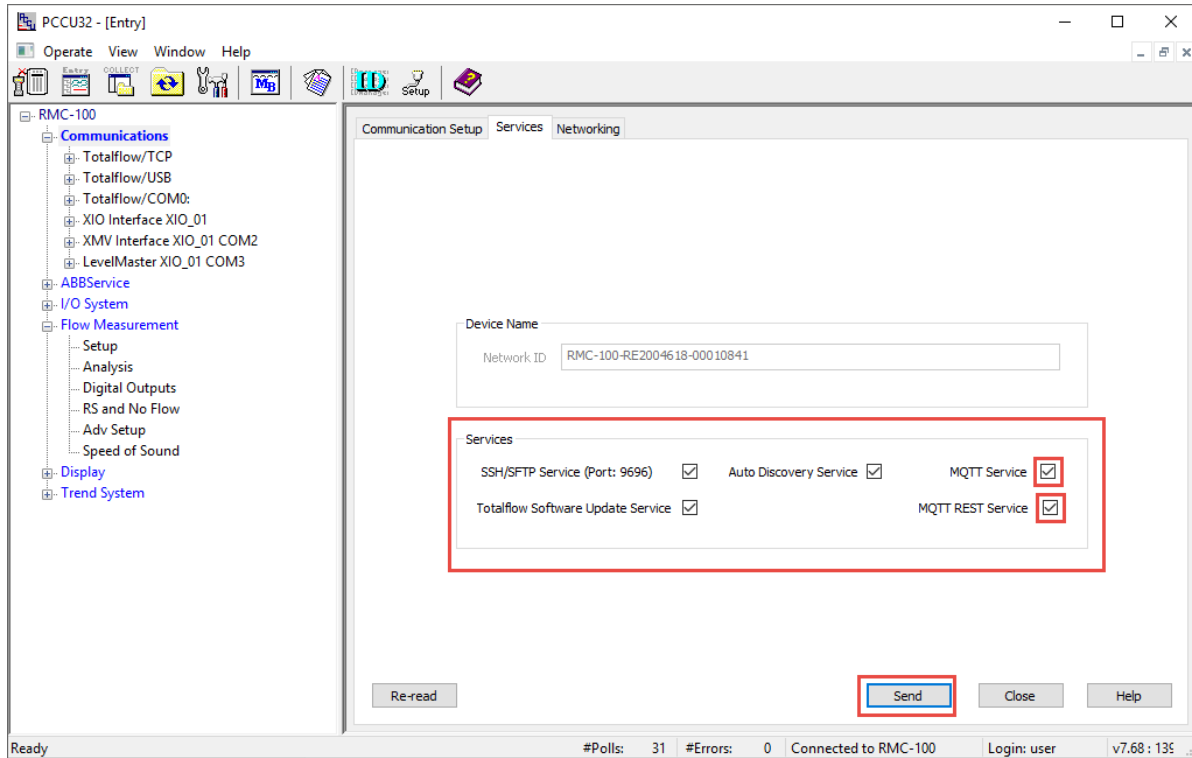 PCCU32 - [Entry]
Operate View Window Help
Entry COLLECT MB ID Setup
RMC-100
Communications
Totalflow/TCP
Totalflow/USB
Totalflow/COM0:
XIO Interface XIO_01
XMV Interface XIO_01 COM2
LevelMaster XIO_01 COM3
ABBService
I/O System
Flow Measurement
Setup
Analysis
Digital Outputs
RS and No Flow
Adv Setup
Speed of Sound
Display
Trend System
Communication Setup Services Networking
Device Name
Network ID RMC-100-RE2004618-00010841
Services
SSH/SFTP Service (Port: 9696) Auto Discovery Service MQTT Service
Totalflow Software Update Service MQTT REST Service
Re-read Send Close Help
Ready #Polls: 31 #Errors: 0 Connected to RMC-100 Login: user v7.68 : 139